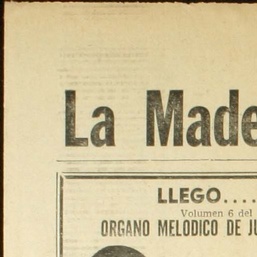 La Made
LLEGO....
Volumen 6 del
ORGANO MELODICO DE JU